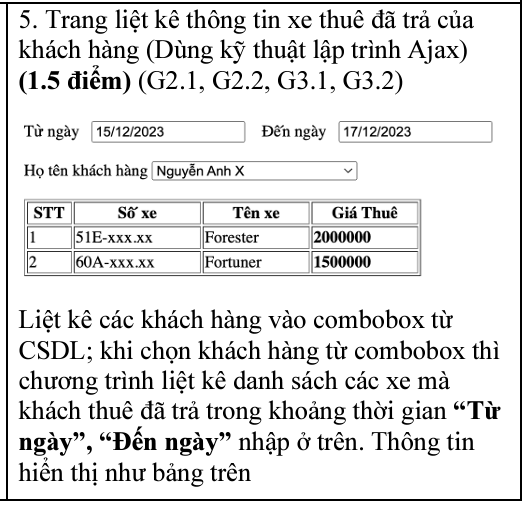 5. Trang liệt kê thông tin xe thuê đã trả của
khách hàng (Dùng kỹ thuật lập trình Ajax)
(1.5 điểm) (G2.1, G2.2, G3.1, G3.2)
Từ ngày 15/12/2023 Đến ngày 17/12/2023
Họ tên khách hàng Nguyễn Anh X
STT Số xe Tên xe Giá Thuê
1 51E-xxx.xx Forester 2000000
2 60A-xxx.xx Fortuner 1500000
Liệt kê các khách hàng vào combobox từ
CSDL; khi chọn khách hàng từ combobox thì
chương trình liệt kê danh sách các xe mà
khách thuê đã trả trong khoảng thời gian “Từ
ngày”, “Đến ngày” nhập ở trên. Thông tin
hiển thị như bảng trên